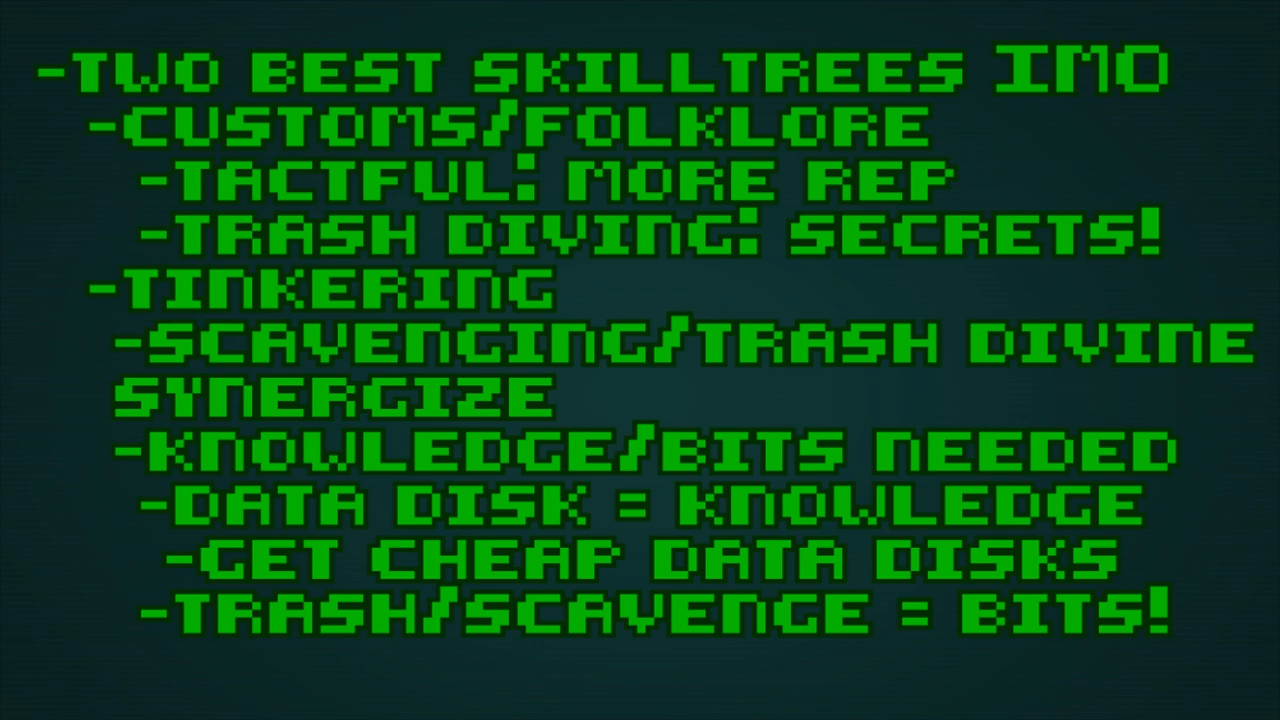 -TWO BEST SKILLTREES IMO
-CUSTOMS/FOLKLORE
-TACTFUL: MORE REP
-TRASH DIVING: SECRETS!
-TINKERING
-SCAVENGING/TRASH DIVINE
SYNERGIZE
-KNOWLEDGE/BITS NEEDED
-DATA DISK = KNOWLEDGE
-GET CHEAP DATA DISKS
-TRASH/SCAVENGE = BITS!